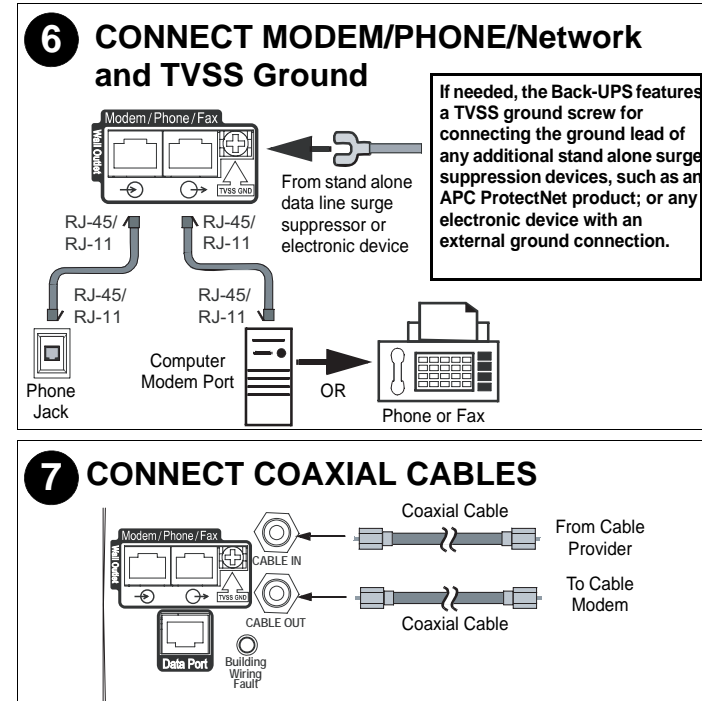 6 CONNECT MODEM/PHONE/Network
and TVSS Ground
If needed, the Back-UPS features
a TVSS ground screw for
connecting the ground lead of
any additional stand alone surge
suppression devices, such as an
APC ProtectNet product; or any
electronic device with an
external ground connection.
Modem/Phone/Fax
Wall Outlet
TVSS GND
From stand alone
data line surge
suppressor or
electronic device
RJ-45/
RJ-11
RJ-45/
RJ-11
RJ-45/
RJ-11
RJ-45/
RJ-11
Phone
Jack
Computer
Modem Port
OR
Phone or Fax
7 CONNECT COAXIAL CABLES
Modem/Phone/Fax
Wall Outlet
TVSS GND
CABLE IN
Coaxial Cable
From Cable
Provider
CABLE OUT
To Cable
Modem
Coaxial Cable
Data Port
Building
Wiring
Fault